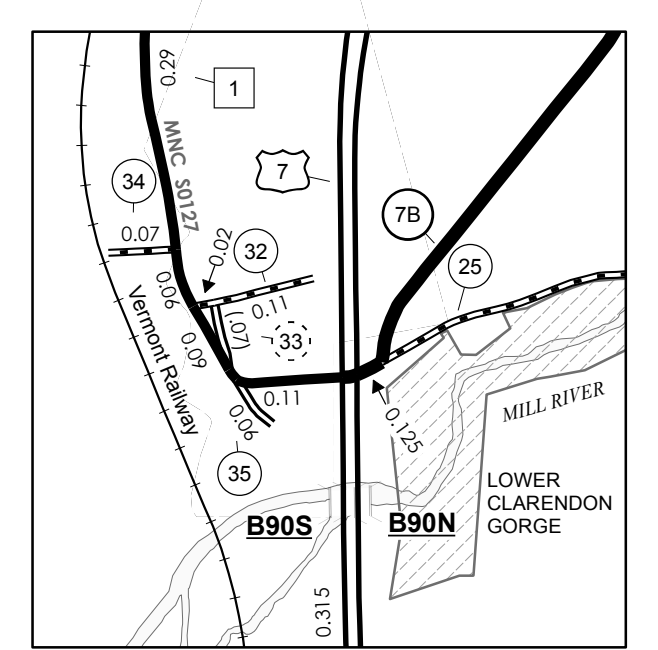 0.29
1
MNC S0127
7
34
7B
0.07
0.02
32
25
0.06
0.11
Vermont Railway
(.07)
33
0.09
0.11
MILL RIVER
0.06
0.125
35
LOWER
CLARENDON
GORGE
B90S
B90N
0.315